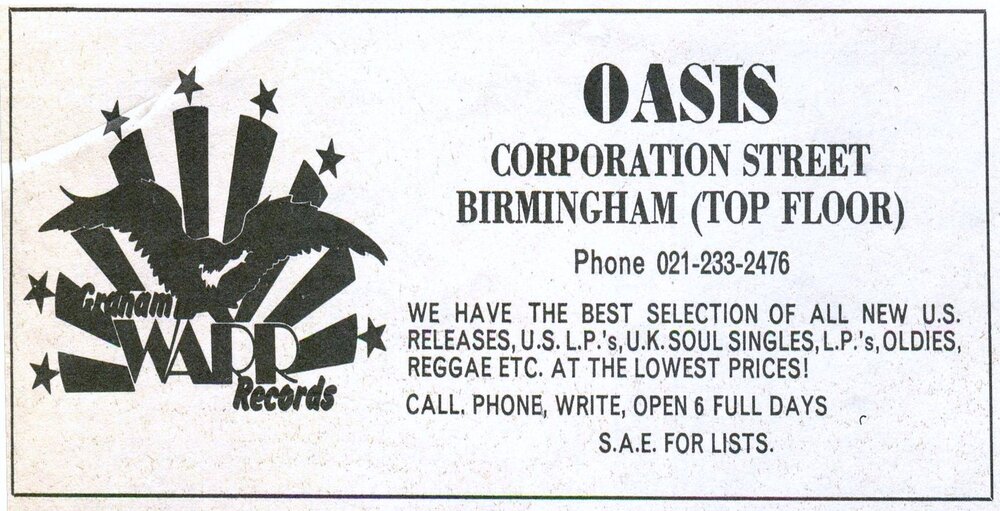 OASIS
CORPORATION STREET
BIRMINGHAM (TOP FLOOR)
Phone 021-233-2476
WE HAVE THE BEST SELECTION OF ALL NEW U.S.
RELEASES, U.S. L.P.'s, U.K. SOUL SINGLES, L.P.'s, OLDIES,
REGGAE ETC. AT THE LOWEST PRICES!
CALL. PHONE, WRITE, OPEN 6 FULL DAYS
S.A.E. FOR LISTS.
Graham
WARR
Records